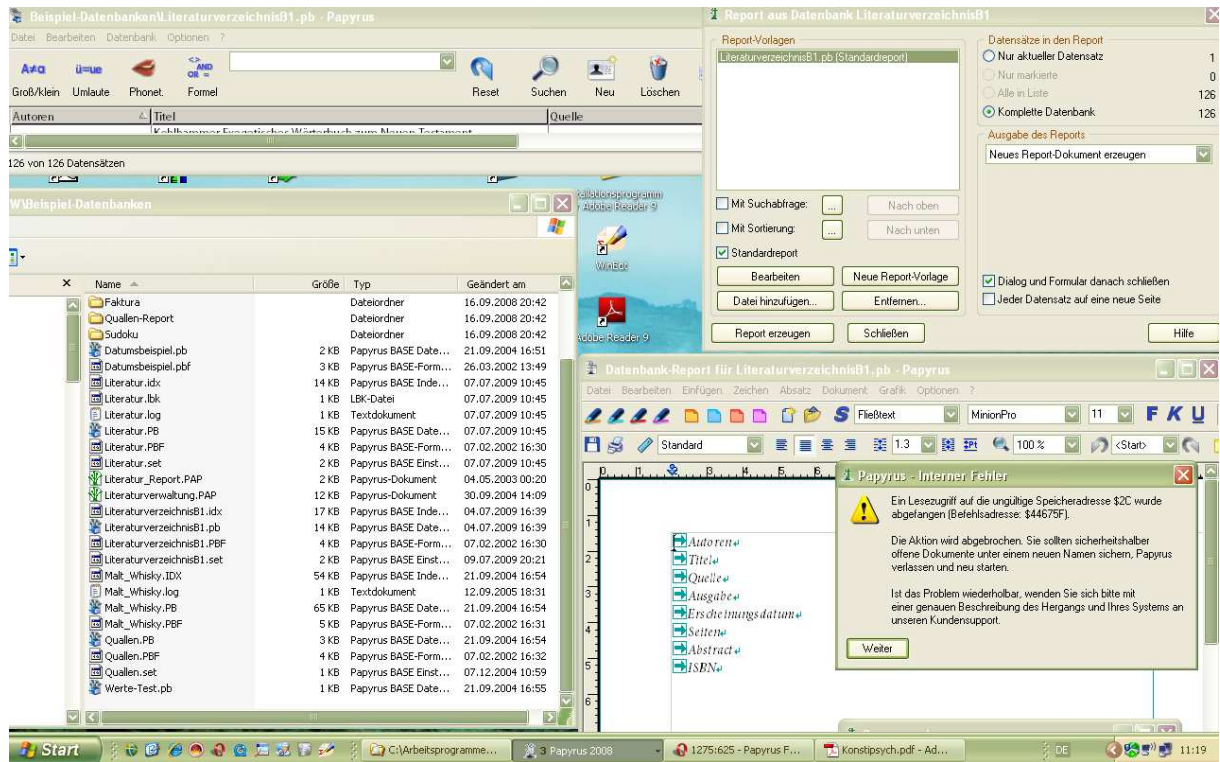 Beispiel-Datenbanken\LiteraturverzeichnisB1.pb - Papyrus
Datei Bearbeiten Datenbank Optionen ?
A≠a ü=ue <> AND OR =
Groß/klein Umlaute Phonet. Formel Reset Suchen Neu Löschen
Autoren Titel Quelle
Kohlhammer Exegetisches Wörterbuch zum Neuen Testament
126 von 126 Datensätzen
W\Beispiel-Datenbanken
Name Größe Typ Geändert am
Faktura Dateiordner 16.09.2008 20:42
Quallen-Report Dateiordner 16.09.2008 20:42
Sudoku Dateiordner 16.09.2008 20:42
Datumsbeispiel.pb 2 KB Papyrus BASE Date... 21.09.2004 16:51
Datumsbeispiel.pbf 3 KB Papyrus BASE-Form... 26.03.2002 13:49
Literatur.idx 14 KB Papyrus BASE Inde... 07.07.2009 10:45
Literatur.lbk 1 KB LBK-Datei 07.07.2009 10:45
Literatur.log 1 KB Textdokument 07.07.2009 10:45
Literatur.PB 15 KB Papyrus BASE Date... 07.07.2009 10:45
Literatur.PBF 4 KB Papyrus BASE-Form... 07.02.2002 16:30
Literatur.set 2 KB Papyrus BASE Einst... 07.07.2009 10:45
Literatur_Report.PAP 2 KB Papyrus-Dokument 04.05.2003 00:20
Literaturverwaltung.PAP 12 KB Papyrus-Dokument 30.09.2004 14:09
LiteraturverzeichnisB1.idx 17 KB Papyrus BASE Inde... 04.07.2009 16:39
LiteraturverzeichnisB1.pb 14 KB Papyrus BASE Date... 04.07.2009 16:39
LiteraturverzeichnisB1.PBF 4 KB Papyrus BASE-Form... 07.02.2002 16:30
LiteraturverzeichnisB1.set 2 KB Papyrus BASE Einst... 09.07.2009 20:21
Malt_Whisky.IDX 54 KB Papyrus BASE Inde... 21.09.2004 16:54
Malt_Whisky.log 1 KB Textdokument 12.09.2005 18:31
Malt_Whisky.PB 65 KB Papyrus BASE Date... 21.09.2004 16:54
Malt_Whisky.PBF 5 KB Papyrus BASE-Form... 07.02.2002 16:31
Quallen.PB 3 KB Papyrus BASE Date... 21.09.2004 16:54
Quallen.PBF 4 KB Papyrus BASE-Form... 07.02.2002 16:32
Quallen.set 1 KB Papyrus BASE Einst... 07.12.2004 10:59
Werte-Test.pb 1 KB Papyrus BASE Date... 21.09.2004 16:55
Adobe Reader 9
WinEdt
Adobe Reader 9
Report aus Datenbank LiteraturverzeichnisB1
Report-Vorlagen
LiteraturverzeichnisB1.pb (Standardreport)
Mit Suchabfrage: ... Nach oben
Mit Sortierung: ... Nach unten
Standardreport
Bearbeiten Neue Report-Vorlage
Datei hinzufügen... Entfernen...
Report erzeugen Schließen
Datensätze in den Report
Nur aktueller Datensatz 1
Nur markierte 0
Alle in Liste 126
Komplette Datenbank 126
Ausgabe des Reports
Neues Report-Dokument erzeugen
Dialog und Formular danach schließen
Jeder Datensatz auf eine neue Seite
Hilfe
Datenbank-Report für LiteraturverzeichnisB1.pb - Papyrus
Datei Bearbeiten Einfügen Zeichen Absatz Dokument Grafik Optionen ?
S Fließtext MinionPro 11 F K U
Standard 1.3 100 % <Start>
Autoren
Titel
Quelle
Ausgabe
Erscheinungsdatum
Seiten
Abstract
ISBN
Papyrus - Interner Fehler
Ein Lesezugriff auf die ungültige Speicheradresse $2C wurde
abgefangen (Befehlsadresse: $44675F).
Die Aktion wird abgebrochen. Sie sollten sicherheitshalber
offene Dokumente unter einem neuen Namen sichern, Papyrus
verlassen und neu starten.
Ist das Problem wiederholbar, wenden Sie sich bitte mit
einer genauen Beschreibung des Hergangs und Ihres Systems an
unseren Kundensupport.
Weiter
Start C:\Arbeitsprogramme... 3 Papyrus 2008 1275:625 - Papyrus F... Konstipsych.pdf - Ad... DE 11:19